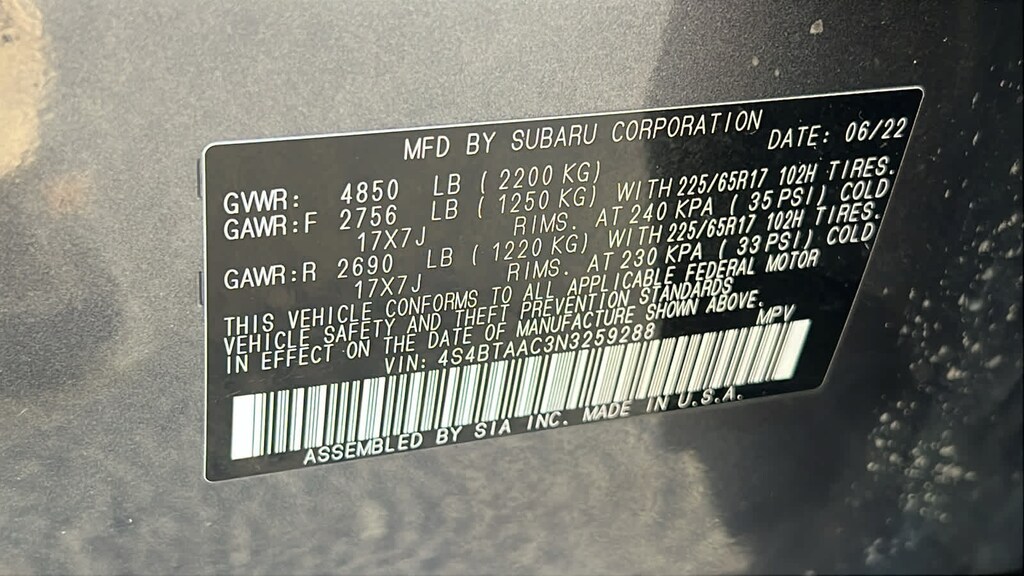 MFD BY SUBARU CORPORATION DATE: 06/22
GVWR: 4850 LB ( 2200 KG)
GAWR:F 2756 LB ( 1250 KG) WITH 225/65R17 102H TIRES.
17X7J RIMS. AT 240 KPA ( 35 PSI) COLD
GAWR:R 2690 LB ( 1220 KG) WITH 225/65R17 102H TIRES.
17X7J RIMS. AT 230 KPA ( 33 PSI) COLD
THIS VEHICLE CONFORMS TO ALL APPLICABLE FEDERAL MOTOR
VEHICLE SAFETY AND THEFT PREVENTION STANDARDS
IN EFFECT ON THE DATE OF MANUFACTURE SHOWN ABOVE.
VIN: 4S4BTAAC3N3259288 MPV
ASSEMBLED BY SIA INC. MADE IN U.S.A.